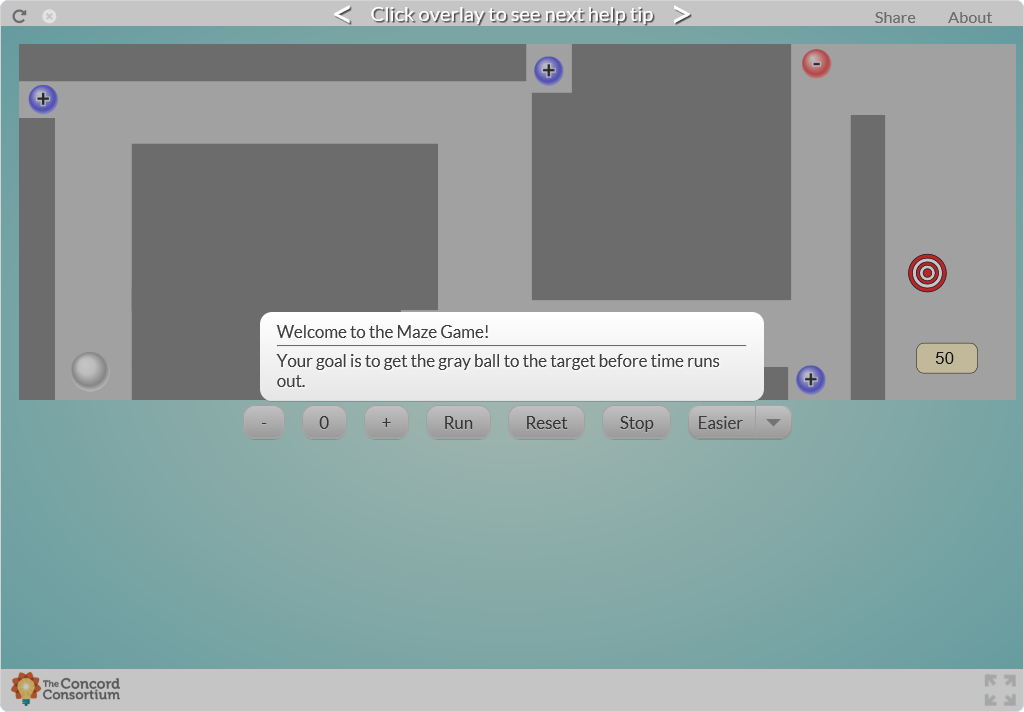 < Click overlay to see next help tip >
Share About
+
-
+
50
Welcome to the Maze Game!
Your goal is to get the gray ball to the target before time runs
out.
+
- 0 + Run Reset Stop Easier
The Concord
Consortium